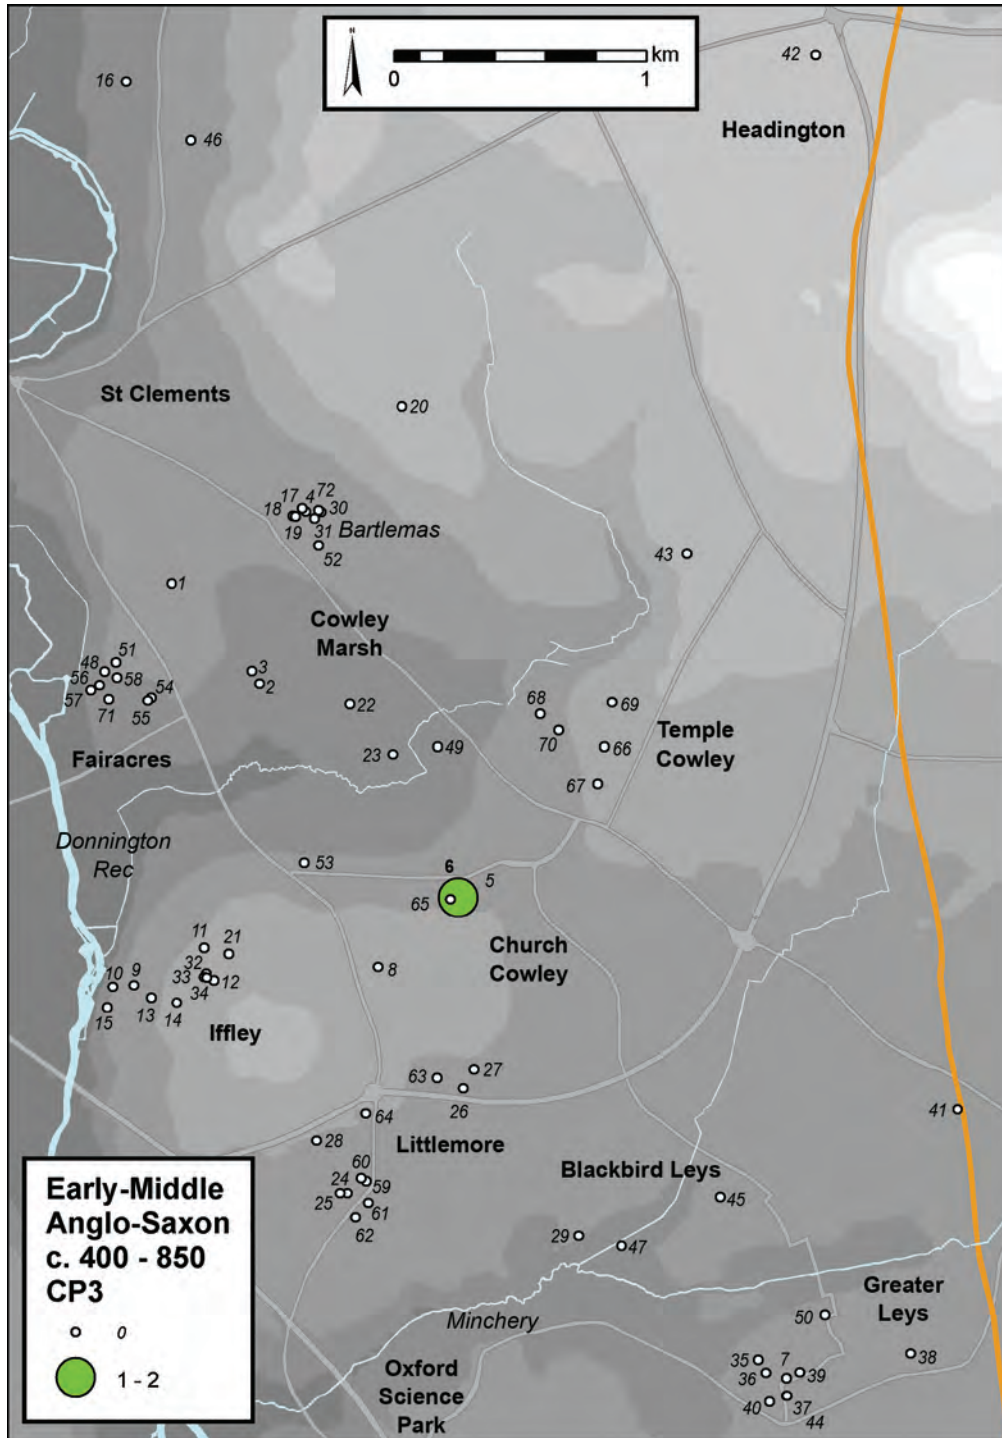 N
km
0
1
42
16
Headington
46
St Clements
20
17
4
72
18
30
19
31
Bartlemas
52
43
1
Cowley
Marsh
51
48
3
56
58
2
54
57
71
55
22
68
69
70
66
Temple
Cowley
Fairacres
23
49
67
Donnington
Rec
53
6
5
65
11
21
Church
Cowley
32
10
9
33
12
8
34
15
13
14
Iffley
27
63
26
41
64
28
Littlemore
60
Blackbird Leys
24
59
45
25
61
62
29
47
Early-Middle
Anglo-Saxon
c. 400 - 850
CP3
0
1 - 2
Greater
Leys
Minchery
50
Oxford
Science
Park
35
7
38
36
39
40
37
44